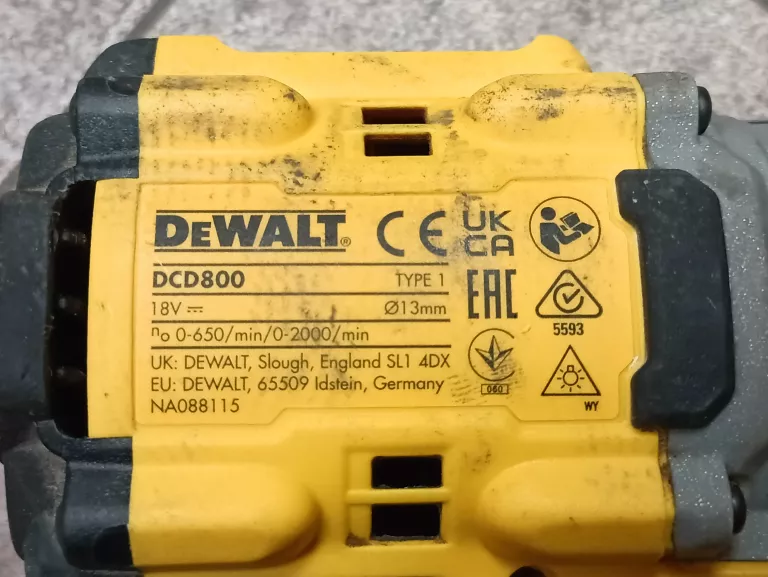 DEWALT®
DCD800 TYPE 1
18V ⎓ Ø13mm
no 0-650/min/0-2000/min
UK: DEWALT, Slough, England SL1 4DX
EU: DEWALT, 65509 Idstein, Germany
NA088115
CE
UK
CA
EAC
5593
060
WY